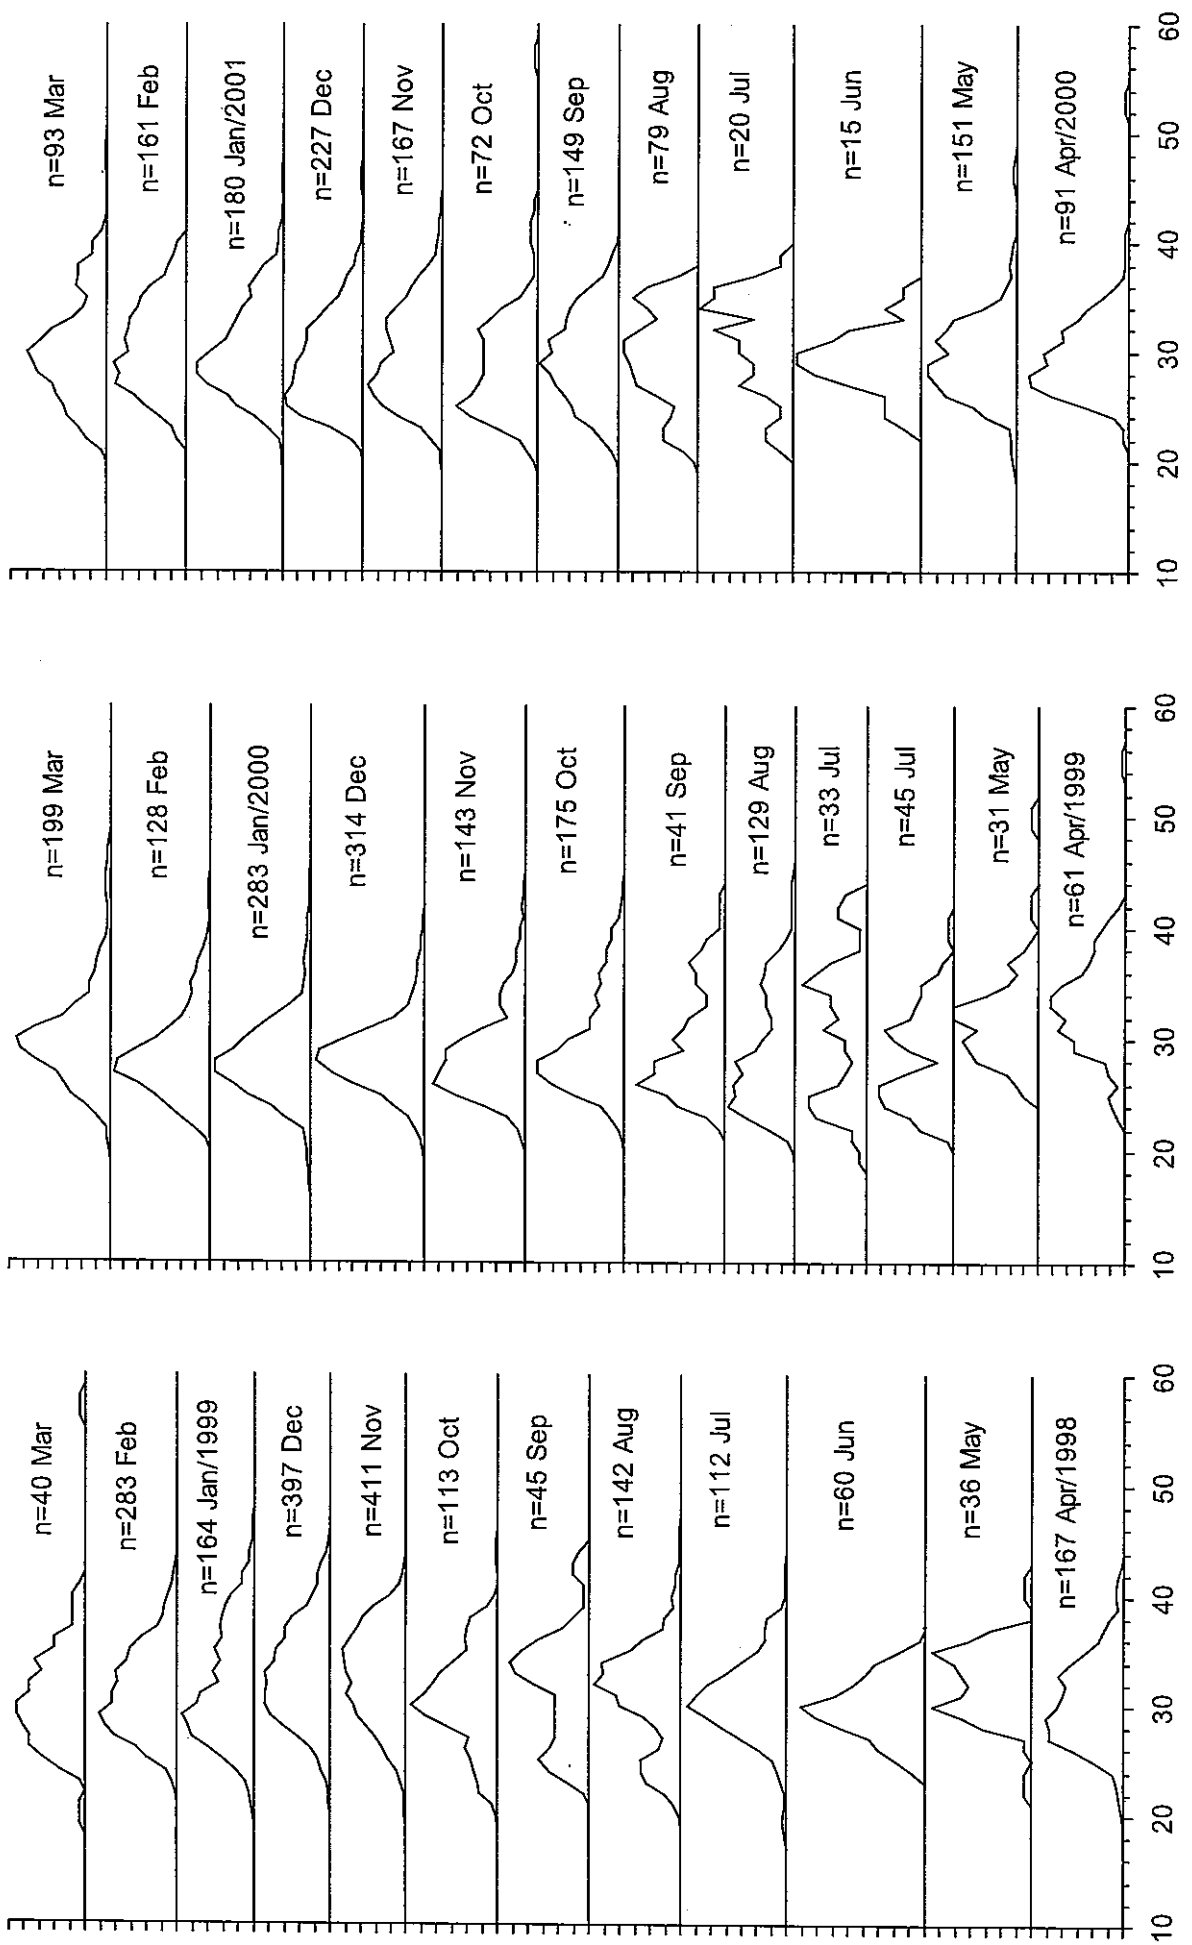 n=40 Mar
n=283 Feb
n=164 Jan/1999
n=397 Dec
n=411 Nov
n=113 Oct
n=45 Sep
n=142 Aug
n=112 Jul
n=60 Jun
n=36 May
n=167 Apr/1998
10 20 30 40 50 60
n=199 Mar
n=128 Feb
n=283 Jan/2000
n=314 Dec
n=143 Nov
n=175 Oct
n=41 Sep
n=129 Aug
n=33 Jul
n=45 Jul
n=31 May
n=61 Apr/1999
10 20 30 40 50 60
n=93 Mar
n=161 Feb
n=180 Jan/2001
n=227 Dec
n=167 Nov
n=72 Oct
n=149 Sep
n=79 Aug
n=20 Jul
n=15 Jun
n=151 May
n=91 Apr/2000
10 20 30 40 50 60